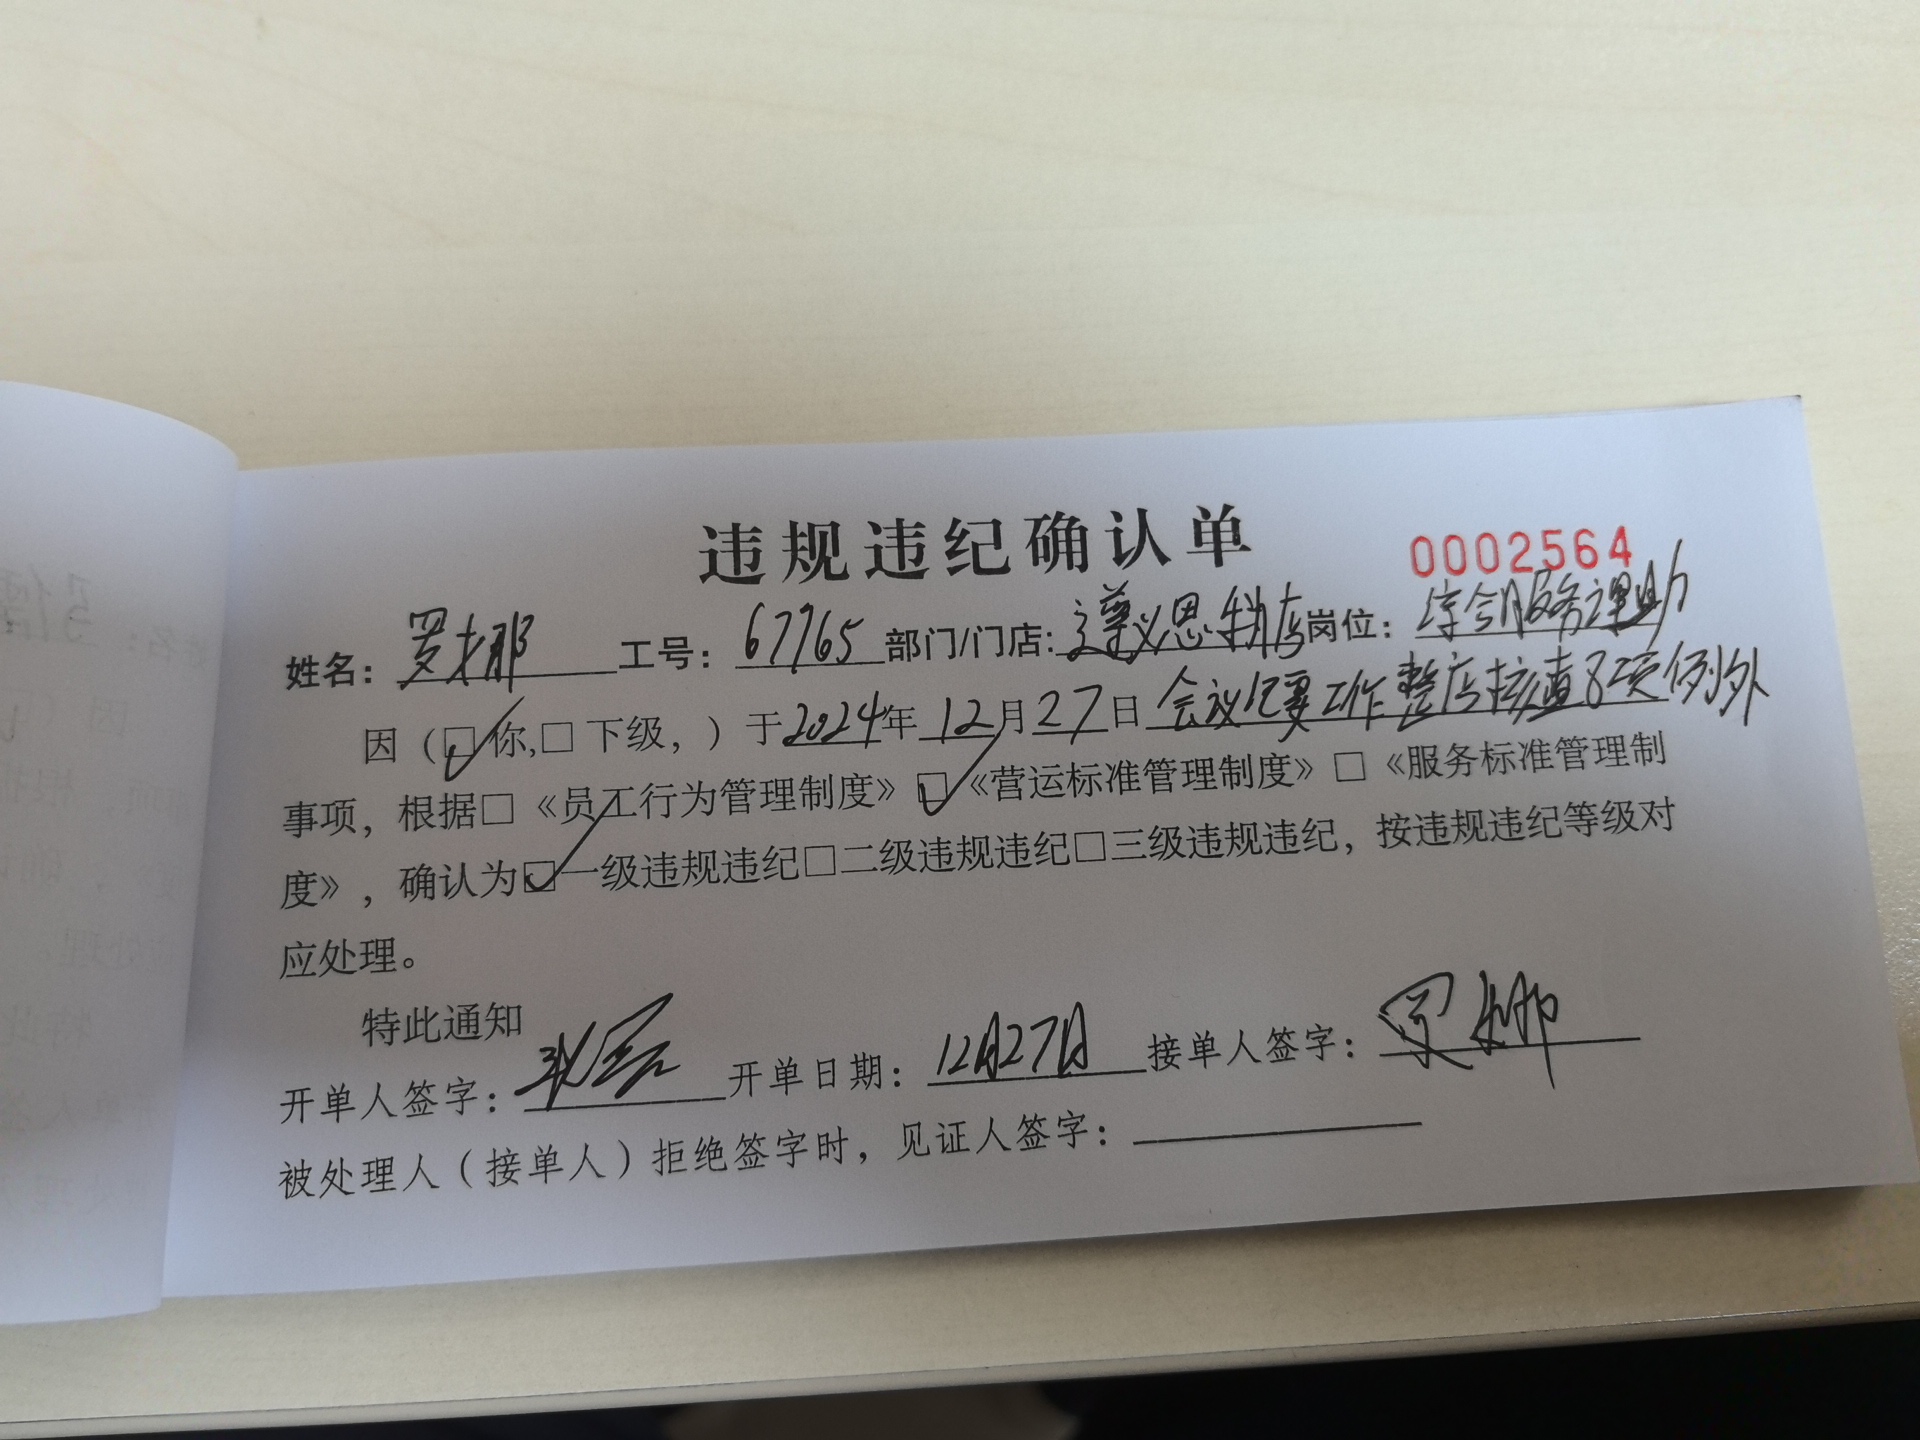 违规违纪确认单
0002564
姓名：罗才那 工号：67765 部门/门店：遵义思 店 岗位：综合服务课助
因（☑你,□下级，）于2024年12月27日 会议纪要工作整店核查8项例外
事项，根据□《员工行为管理制度》☑《营运标准管理制度》□《服务标准管理制
度》，确认为☑一级违规违纪□二级违规违纪□三级违规违纪，按违规违纪等级对
应处理。
特此通知
开单人签字： 开单日期：12月27日 接单人签字：
被处理人（接单人）拒绝签字时，见证人签字：